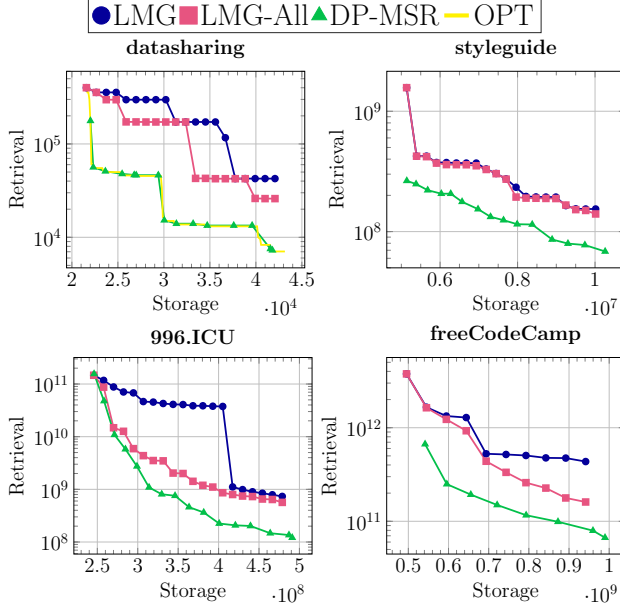 LMG LMG-All DP-MSR OPT
datasharing
styleguide
Retrieval
10^5
10^4
2 2.5 3 3.5 4 4.5
Storage
·10^4
Retrieval
10^9
10^8
0.6 0.8 1
Storage
·10^7
996.ICU
freeCodeCamp
Retrieval
10^11
10^10
10^9
10^8
2.5 3 3.5 4 4.5 5
Storage
·10^8
Retrieval
10^12
10^11
0.5 0.6 0.7 0.8 0.9 1
Storage
·10^9